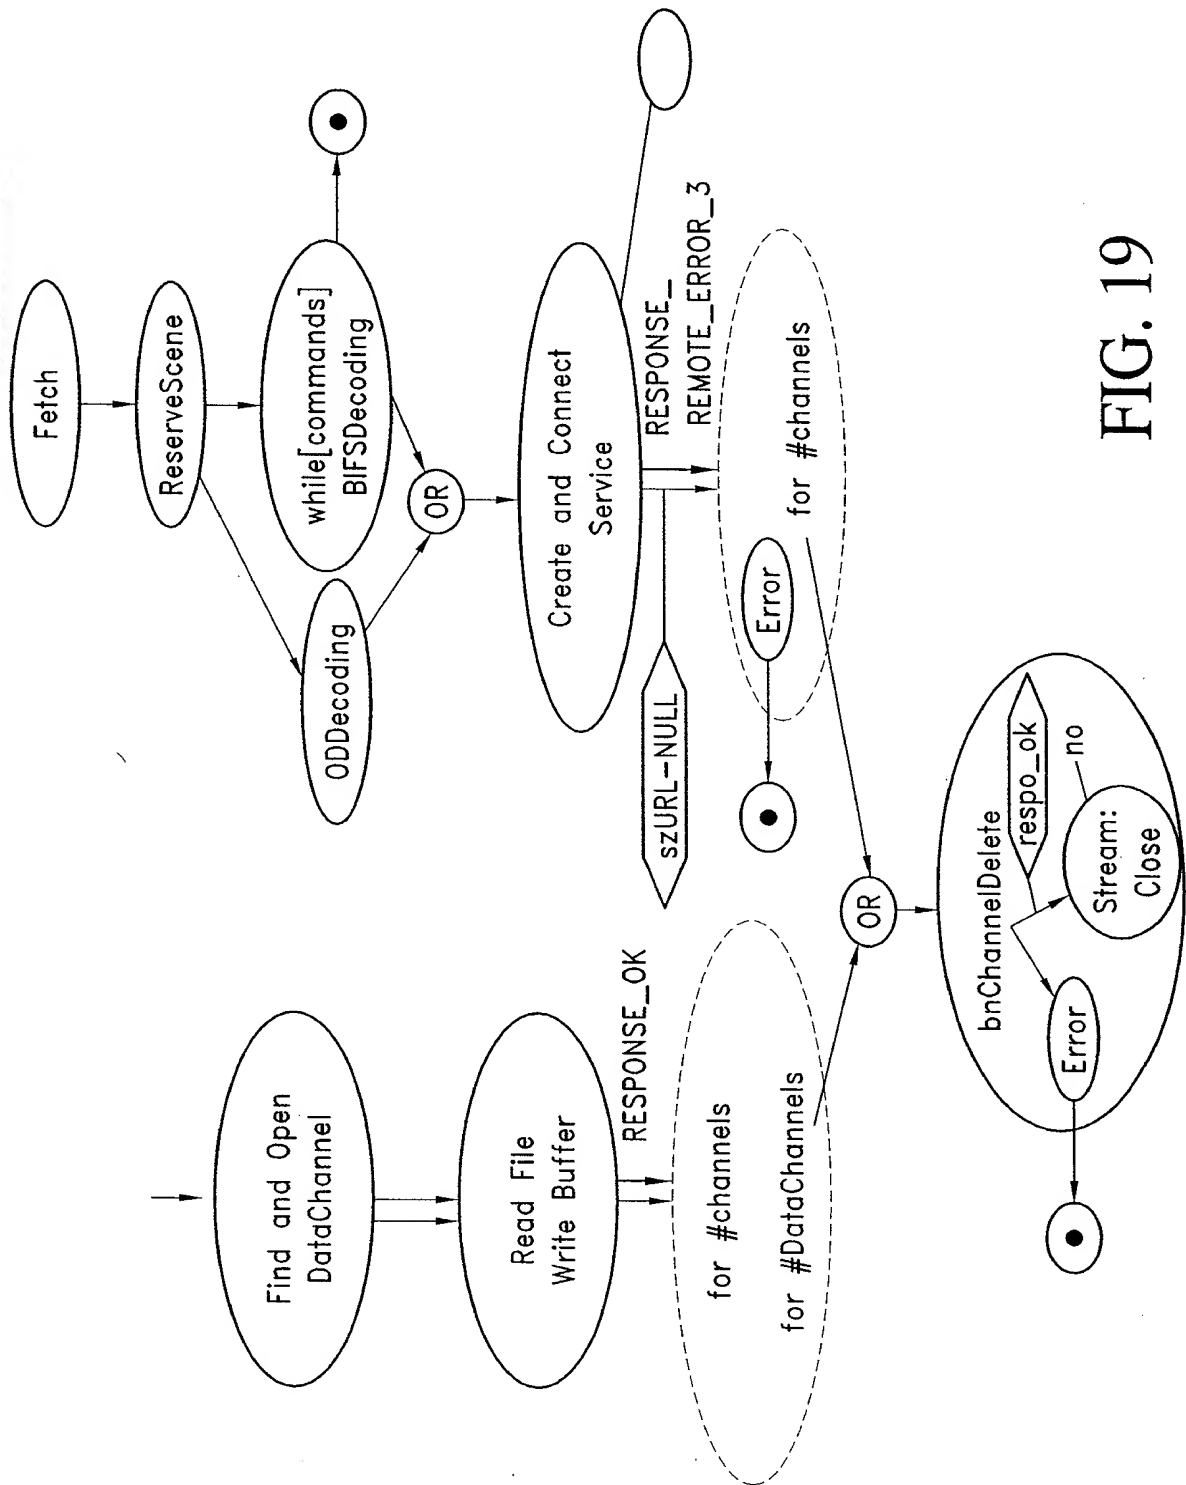 Fetch
ReserveScene
while[commands]
BIFSDecoding
ODDecoding
OR
Create and Connect
Service
RESPONSE_
REMOTE_ERROR_3
szURL-NULL
for #channels
Error
Find and Open
DataChannel
Read File
Write Buffer
RESPONSE_OK
for #channels
for #DataChannels
OR
bnChannelDelete
respo_ok
no
Stream:
Close
Error
FIG. 19